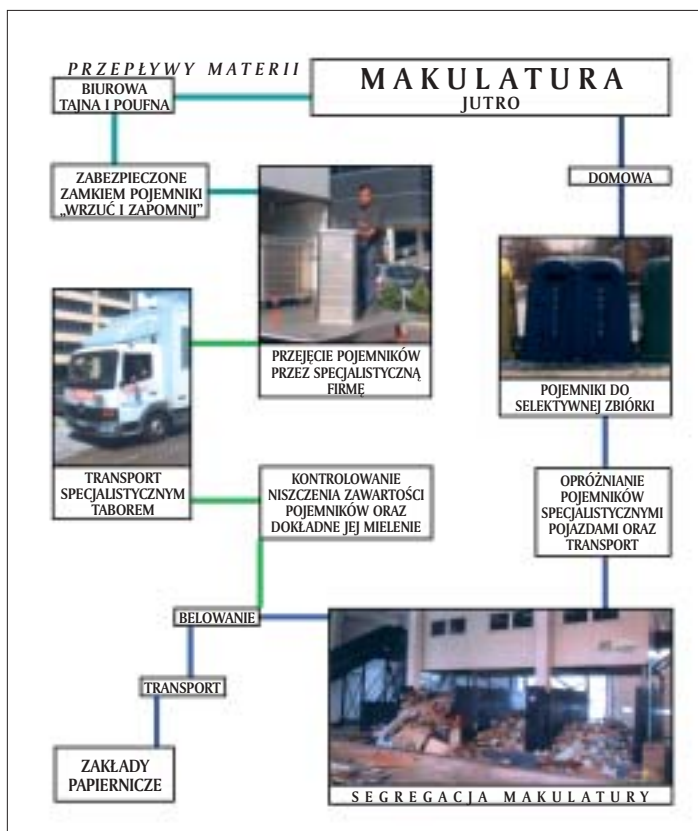 PRZEPŁYWY MATERII
MAKULATURA
JUTRO
BIUROWA
TAJNA I POUFNA
ZABEZPIECZONE
ZAMKIEM POJEMNIKI
„WRZUĆ I ZAPOMNIJ”
DOMOWA
PRZEJĘCIE POJEMNIKÓW
PRZEZ SPECJALISTYCZNĄ
FIRMĘ
POJEMNIKI DO
SELEKTYWNEJ ZBIÓRKI
TRANSPORT
SPECJALISTYCZNYM
TABOREM
KONTROLOWANIE
NISZCZENIA ZAWARTOŚCI
POJEMNIKÓW ORAZ
DOKŁADNE JEJ MIELENIE
OPRÓŻNIANIE
POJEMNIKÓW
SPECJALISTYCZNYMI
POJAZDAMI ORAZ
TRANSPORT
BELOWANIE
TRANSPORT
ZAKŁADY
PAPIERNICZE
SEGREGACJA MAKULATURY